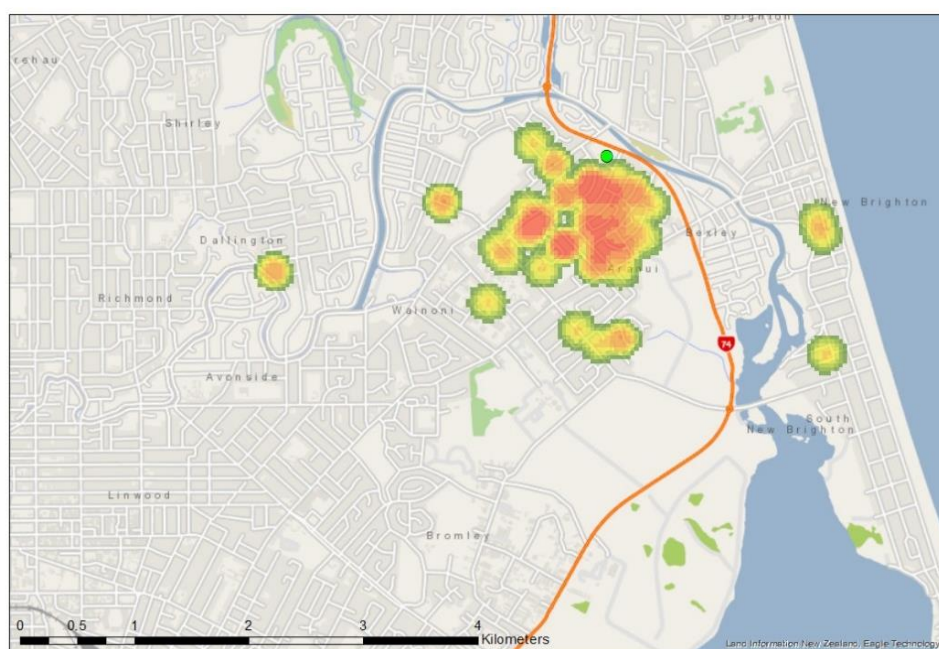 Brighton
Shirley
New Brighton
Dallington
Bexley
Aranui
Richmond
Wainoni
74
Avonside
South
New Brighton
Linwood
Bromley
0 0.5 1 2 3 4
Kilometers
Land Information New Zealand, Eagle Technology